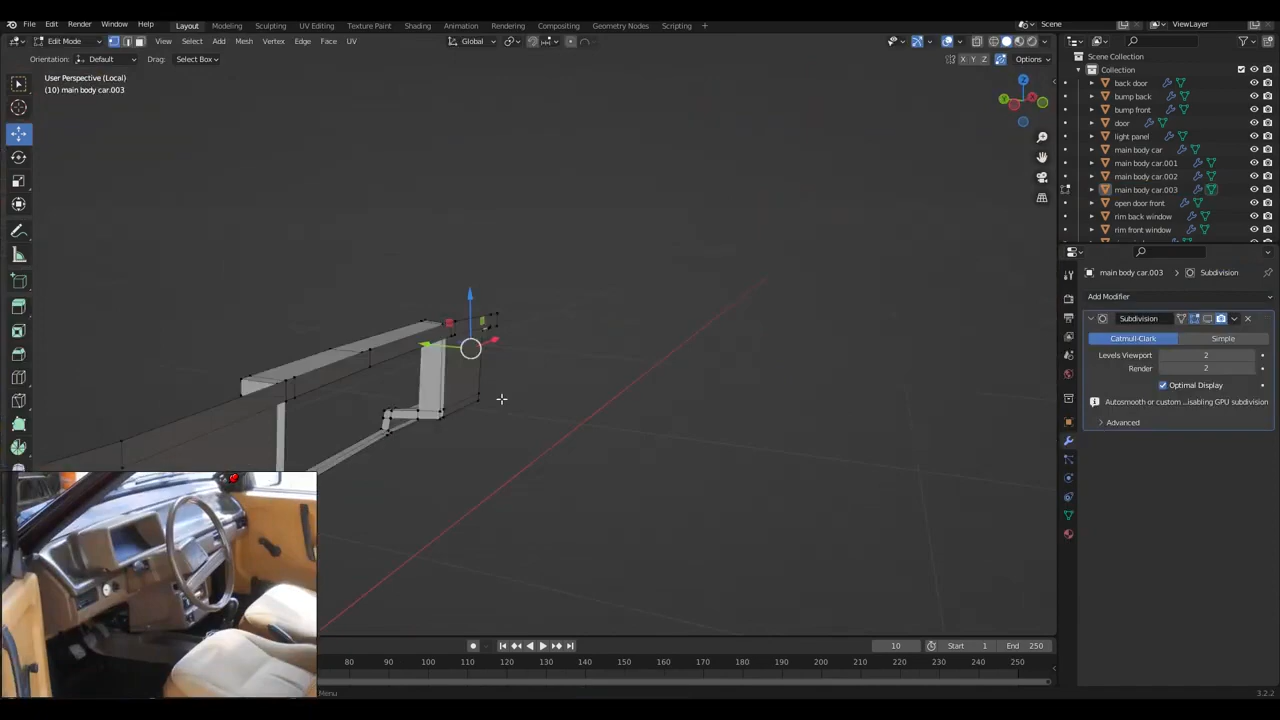 File Edit Render Window Help Layout Modeling Sculpting UV Editing Texture Paint Shading Animation Rendering Compositing Geometry Nodes Scripting + Scene ViewLayer
Edit Mode View Select Add Mesh Vertex Edge Face UV Global
Orientation: Default Drag: Select Box X Y Z Options
User Perspective (Local)
(10) main body car.003
Z
Y
X
Scene Collection
Collection
back door
bump back
bump front
door
light panel
main body car
main body car.001
main body car.002
main body car.003
open door front
rim back window
rim front window
main body car.003 > Subdivision
Add Modifier
Subdivision
Catmull-Clark Simple
Levels Viewport 2
Render 2
Optimal Display
Autosmooth or custom ..isabling GPU subdivision
Advanced
10 Start 1 End 250
80 90 100 110 120 130 140 150 160 170 180 190 200 210 220 230 240 250
Menu
3.2.2